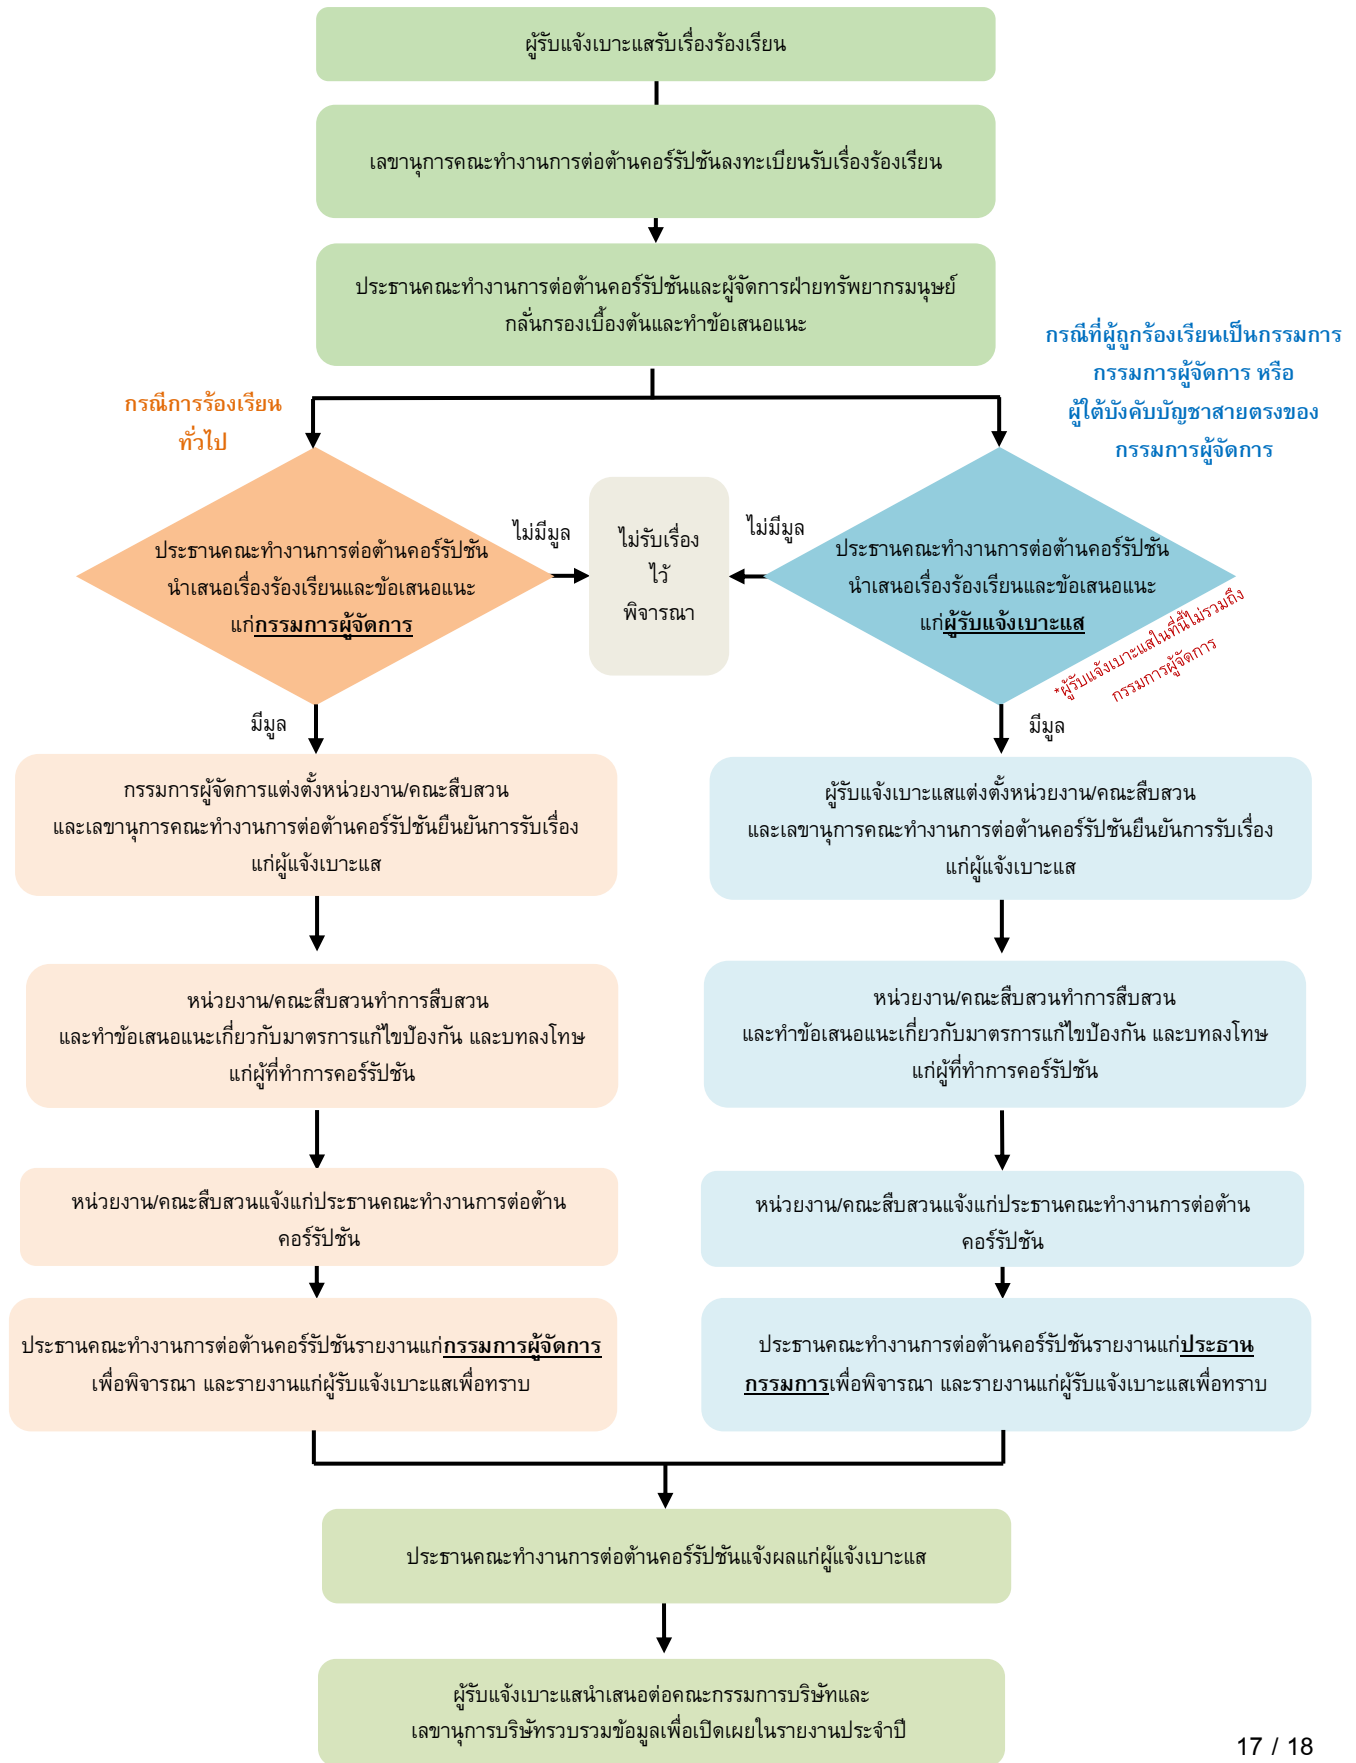 ผู้รับแจ้งเบาะแสรับเรื่องร้องเรียน
เลขานุการคณะทำงานการต่อต้านคอร์รัปชันลงทะเบียนรับเรื่องร้องเรียน
ประธานคณะทำงานการต่อต้านคอร์รัปชันและผู้จัดการฝ่ายทรัพยากรมนุษย์
กลั่นกรองเบื้องต้นและทำข้อเสนอแนะ
กรณีการร้องเรียน
ทั่วไป
กรณีที่ผู้ถูกร้องเรียนเป็นกรรมการ
กรรมการผู้จัดการ หรือ
ผู้ใต้บังคับบัญชาสายตรงของ
กรรมการผู้จัดการ
ประธานคณะทำงานการต่อต้านคอร์รัปชัน
นำเสนอเรื่องร้องเรียนและข้อเสนอแนะ
แก่กรรมการผู้จัดการ
ไม่มีมูล
ไม่รับเรื่อง
ไว้
พิจารณา
ไม่มีมูล
ประธานคณะทำงานการต่อต้านคอร์รัปชัน
นำเสนอเรื่องร้องเรียนและข้อเสนอแนะ
แก่ผู้รับแจ้งเบาะแส
*ผู้รับแจ้งเบาะแสในที่นี้ไม่รวมถึง
กรรมการผู้จัดการ
มีมูล
มีมูล
กรรมการผู้จัดการแต่งตั้งหน่วยงาน/คณะสืบสวน
และเลขานุการคณะทำงานการต่อต้านคอร์รัปชันยืนยันการรับเรื่อง
แก่ผู้แจ้งเบาะแส
ผู้รับแจ้งเบาะแสแต่งตั้งหน่วยงาน/คณะสืบสวน
และเลขานุการคณะทำงานการต่อต้านคอร์รัปชันยืนยันการรับเรื่อง
แก่ผู้แจ้งเบาะแส
หน่วยงาน/คณะสืบสวนทำการสืบสวน
และทำข้อเสนอแนะเกี่ยวกับมาตรการแก้ไขป้องกัน และบทลงโทษ
แก่ผู้ที่ทำการคอร์รัปชัน
หน่วยงาน/คณะสืบสวนทำการสืบสวน
และทำข้อเสนอแนะเกี่ยวกับมาตรการแก้ไขป้องกัน และบทลงโทษ
แก่ผู้ที่ทำการคอร์รัปชัน
หน่วยงาน/คณะสืบสวนแจ้งแก่ประธานคณะทำงานการต่อต้าน
คอร์รัปชัน
หน่วยงาน/คณะสืบสวนแจ้งแก่ประธานคณะทำงานการต่อต้าน
คอร์รัปชัน
ประธานคณะทำงานการต่อต้านคอร์รัปชันรายงานแก่กรรมการผู้จัดการ
เพื่อพิจารณา และรายงานแก่ผู้รับแจ้งเบาะแสเพื่อทราบ
ประธานคณะทำงานการต่อต้านคอร์รัปชันรายงานแก่ประธาน
กรรมการเพื่อพิจารณา และรายงานแก่ผู้รับแจ้งเบาะแสเพื่อทราบ
ประธานคณะทำงานการต่อต้านคอร์รัปชันแจ้งผลแก่ผู้แจ้งเบาะแส
ผู้รับแจ้งเบาะแสนำเสนอต่อคณะกรรมการบริษัทและ
เลขานุการบริษัทรวบรวมข้อมูลเพื่อเปิดเผยในรายงานประจำปี
17 / 18